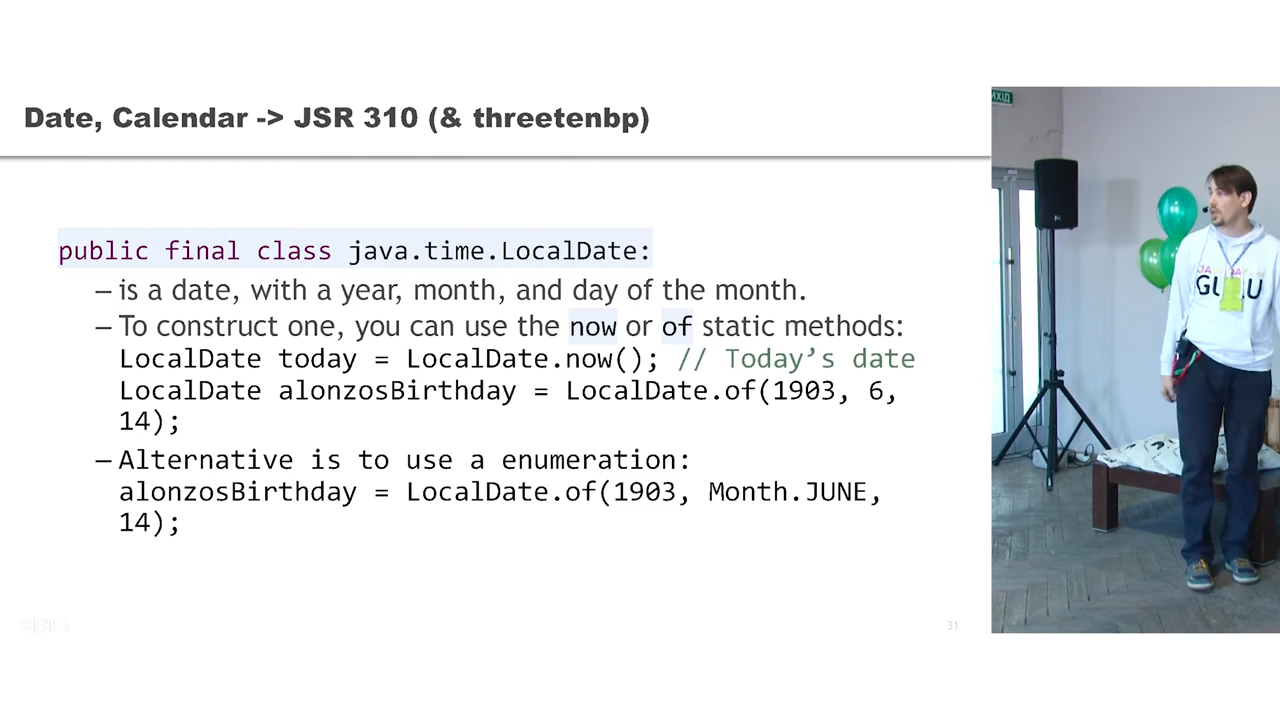 Date, Calendar -> JSR 310 (& threetenbp)
public final class java.time.LocalDate:
– is a date, with a year, month, and day of the month.
– To construct one, you can use the now or of static methods:
LocalDate today = LocalDate.now(); // Today’s date
LocalDate alonzosBirthday = LocalDate.of(1903, 6,
14);
– Alternative is to use a enumeration:
alonzosBirthday = LocalDate.of(1903, Month.JUNE,
14);
31
ВИХІД
GURU